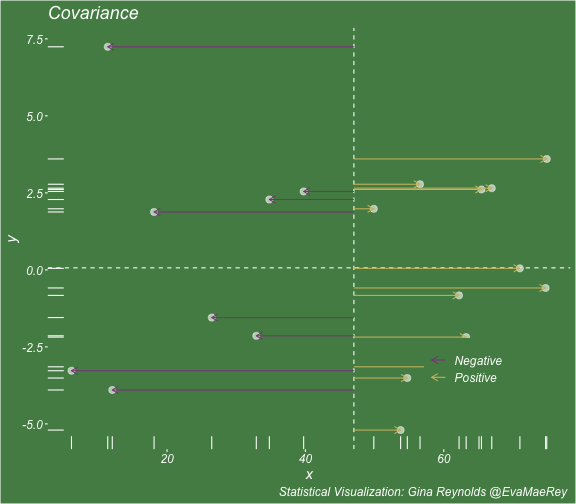 Covariance
7.5
5.0
2.5
0.0
-2.5
-5.0
y
Negative
Positive
20
40
60
x
Statistical Visualization: Gina Reynolds @EvaMaeRey